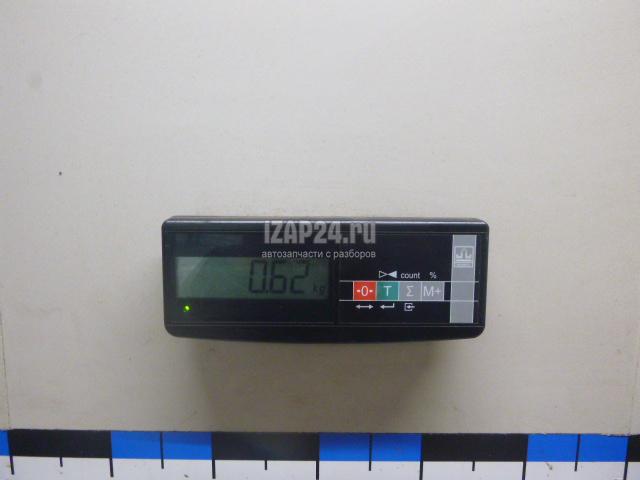 IZAP24.ru
автозапчасти с разборов
0.62 kg
count %
-0- T Σ M+